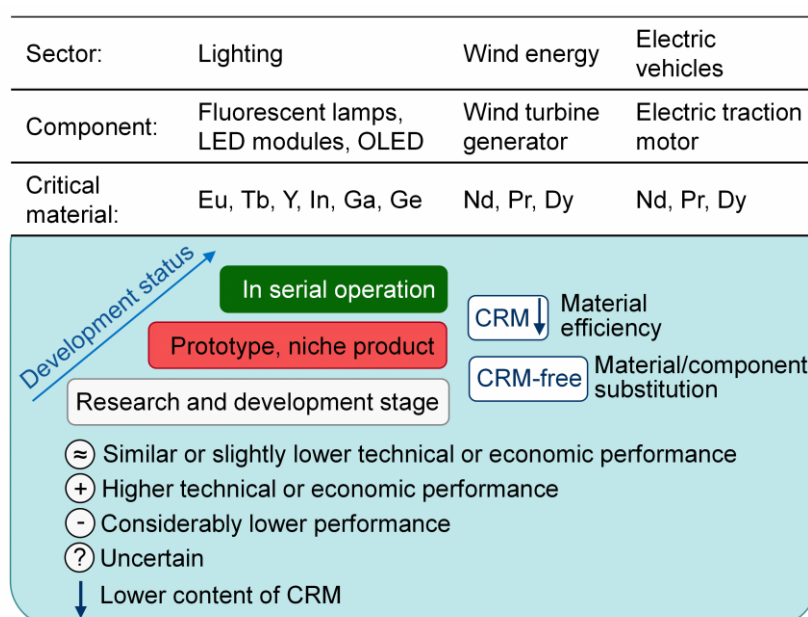 Sector: Lighting Wind energy Electric vehicles
Component: Fluorescent lamps, LED modules, OLED Wind turbine generator Electric traction motor
Critical material: Eu, Tb, Y, In, Ga, Ge Nd, Pr, Dy Nd, Pr, Dy
Development status
In serial operation
Prototype, niche product
Research and development stage
CRM ↓ Material efficiency
CRM-free Material/component substitution
≈ Similar or slightly lower technical or economic performance
+ Higher technical or economic performance
- Considerably lower performance
? Uncertain
↓ Lower content of CRM